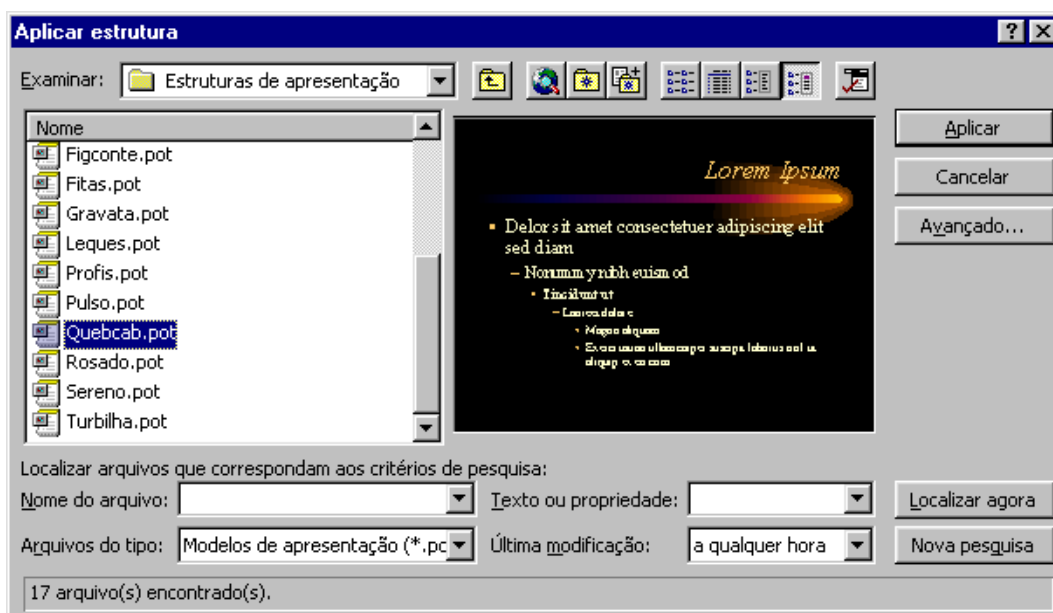 Aplicar estrutura
Examinar: Estruturas de apresentação
Nome
Figconte.pot
Fitas.pot
Gravata.pot
Leques.pot
Profis.pot
Pulso.pot
Quebcab.pot
Rosado.pot
Sereno.pot
Turbilha.pot
Lorem Ipsum
Delor sit amet consectetuer adipiscing elit
sed diam
– Nonummy nibh euismod
Tincidunt ut
Aplicar
Cancelar
Avançado...
Localizar arquivos que correspondam aos critérios de pesquisa:
Nome do arquivo: Texto ou propriedade: Localizar agora
Arquivos do tipo: Modelos de apresentação (*.pc Última modificação: a qualquer hora Nova pesquisa
17 arquivo(s) encontrado(s).